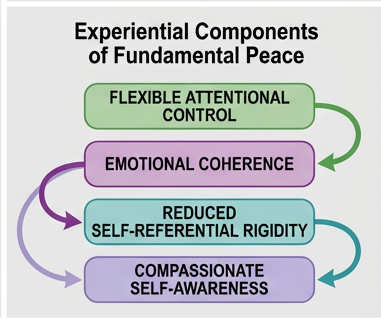 Experiential Components
of Fundamental Peace
FLEXIBLE ATTENTIONAL
CONTROL
EMOTIONAL COHERENCE
REDUCED
SELF-REFERENTIAL RIGIDITY
COMPASSIONATE
SELF-AWARENESS